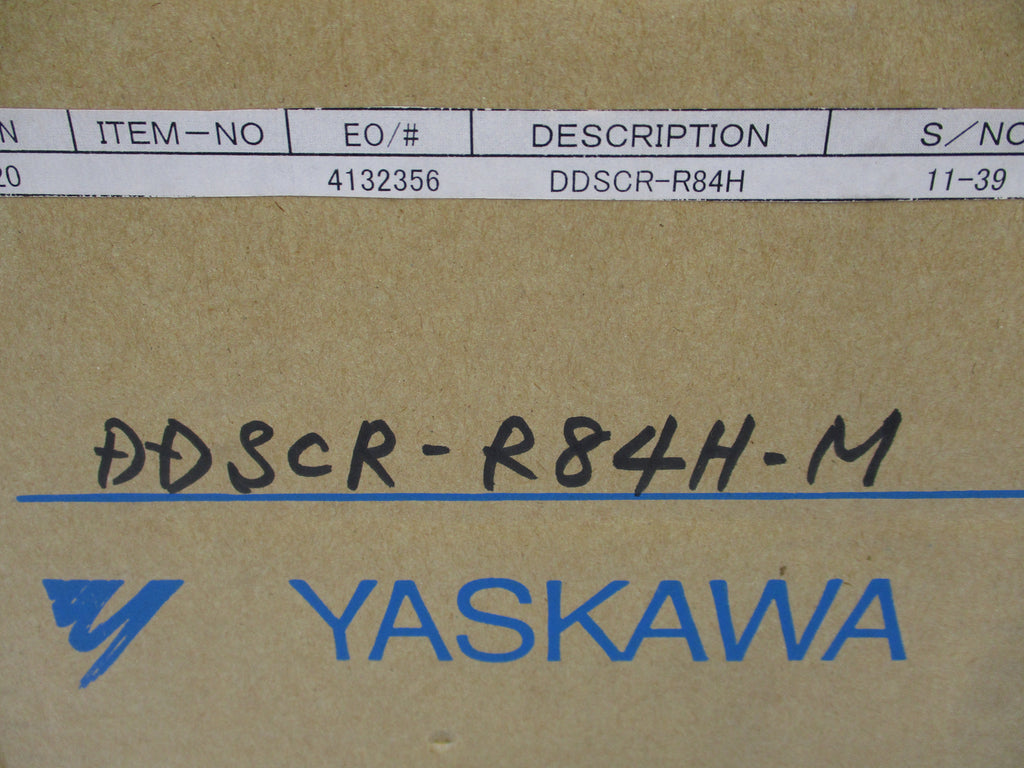 N ITEM-NO EO/# DESCRIPTION S/NO
20 4132356 DDSCR-R84H 11-39
DDSCR-R84H-M
YASKAWA